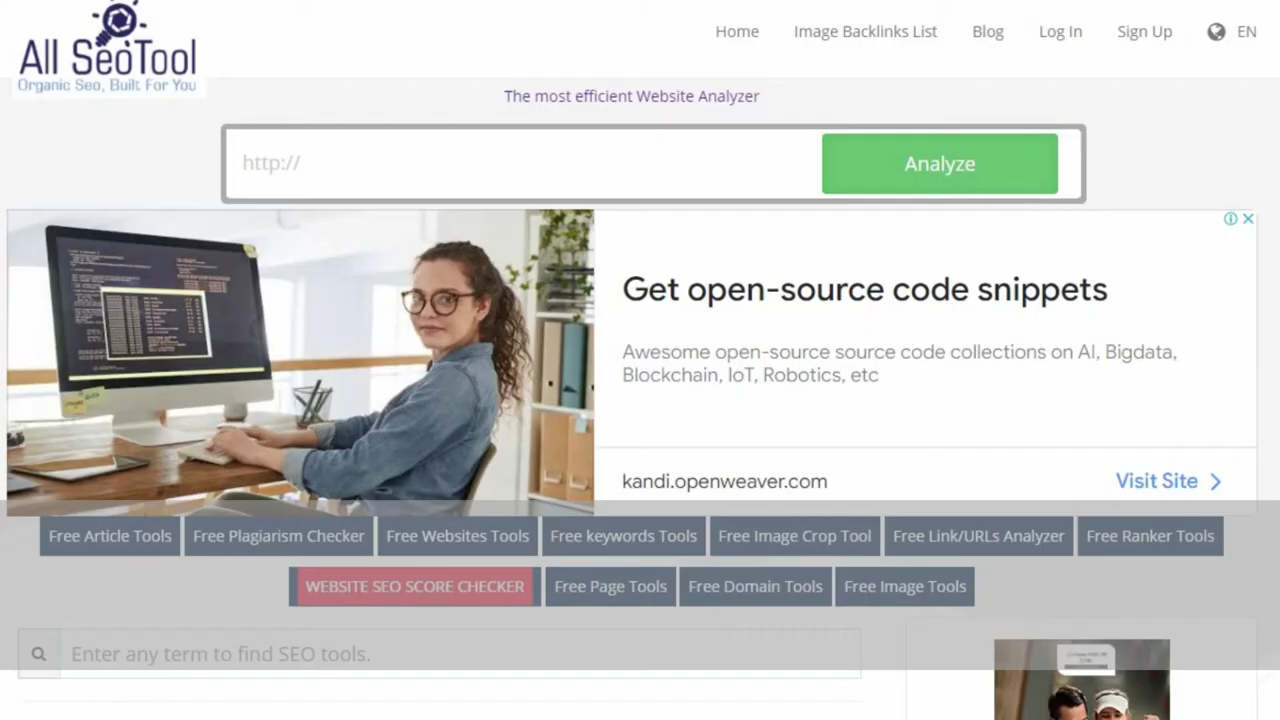 All SeoTool
Organic Seo, Built For You
Home Image Backlinks List Blog Log In Sign Up EN
The most efficient Website Analyzer
http://
Analyze
Get open-source code snippets
Awesome open-source source code collections on AI, Bigdata,
Blockchain, IoT, Robotics, etc
kandi.openweaver.com
Visit Site
Free Article Tools Free Plagiarism Checker Free Websites Tools Free keywords Tools Free Image Crop Tool Free Link/URLs Analyzer Free Ranker Tools
WEBSITE SEO SCORE CHECKER Free Page Tools Free Domain Tools Free Image Tools
Enter any term to find SEO tools.